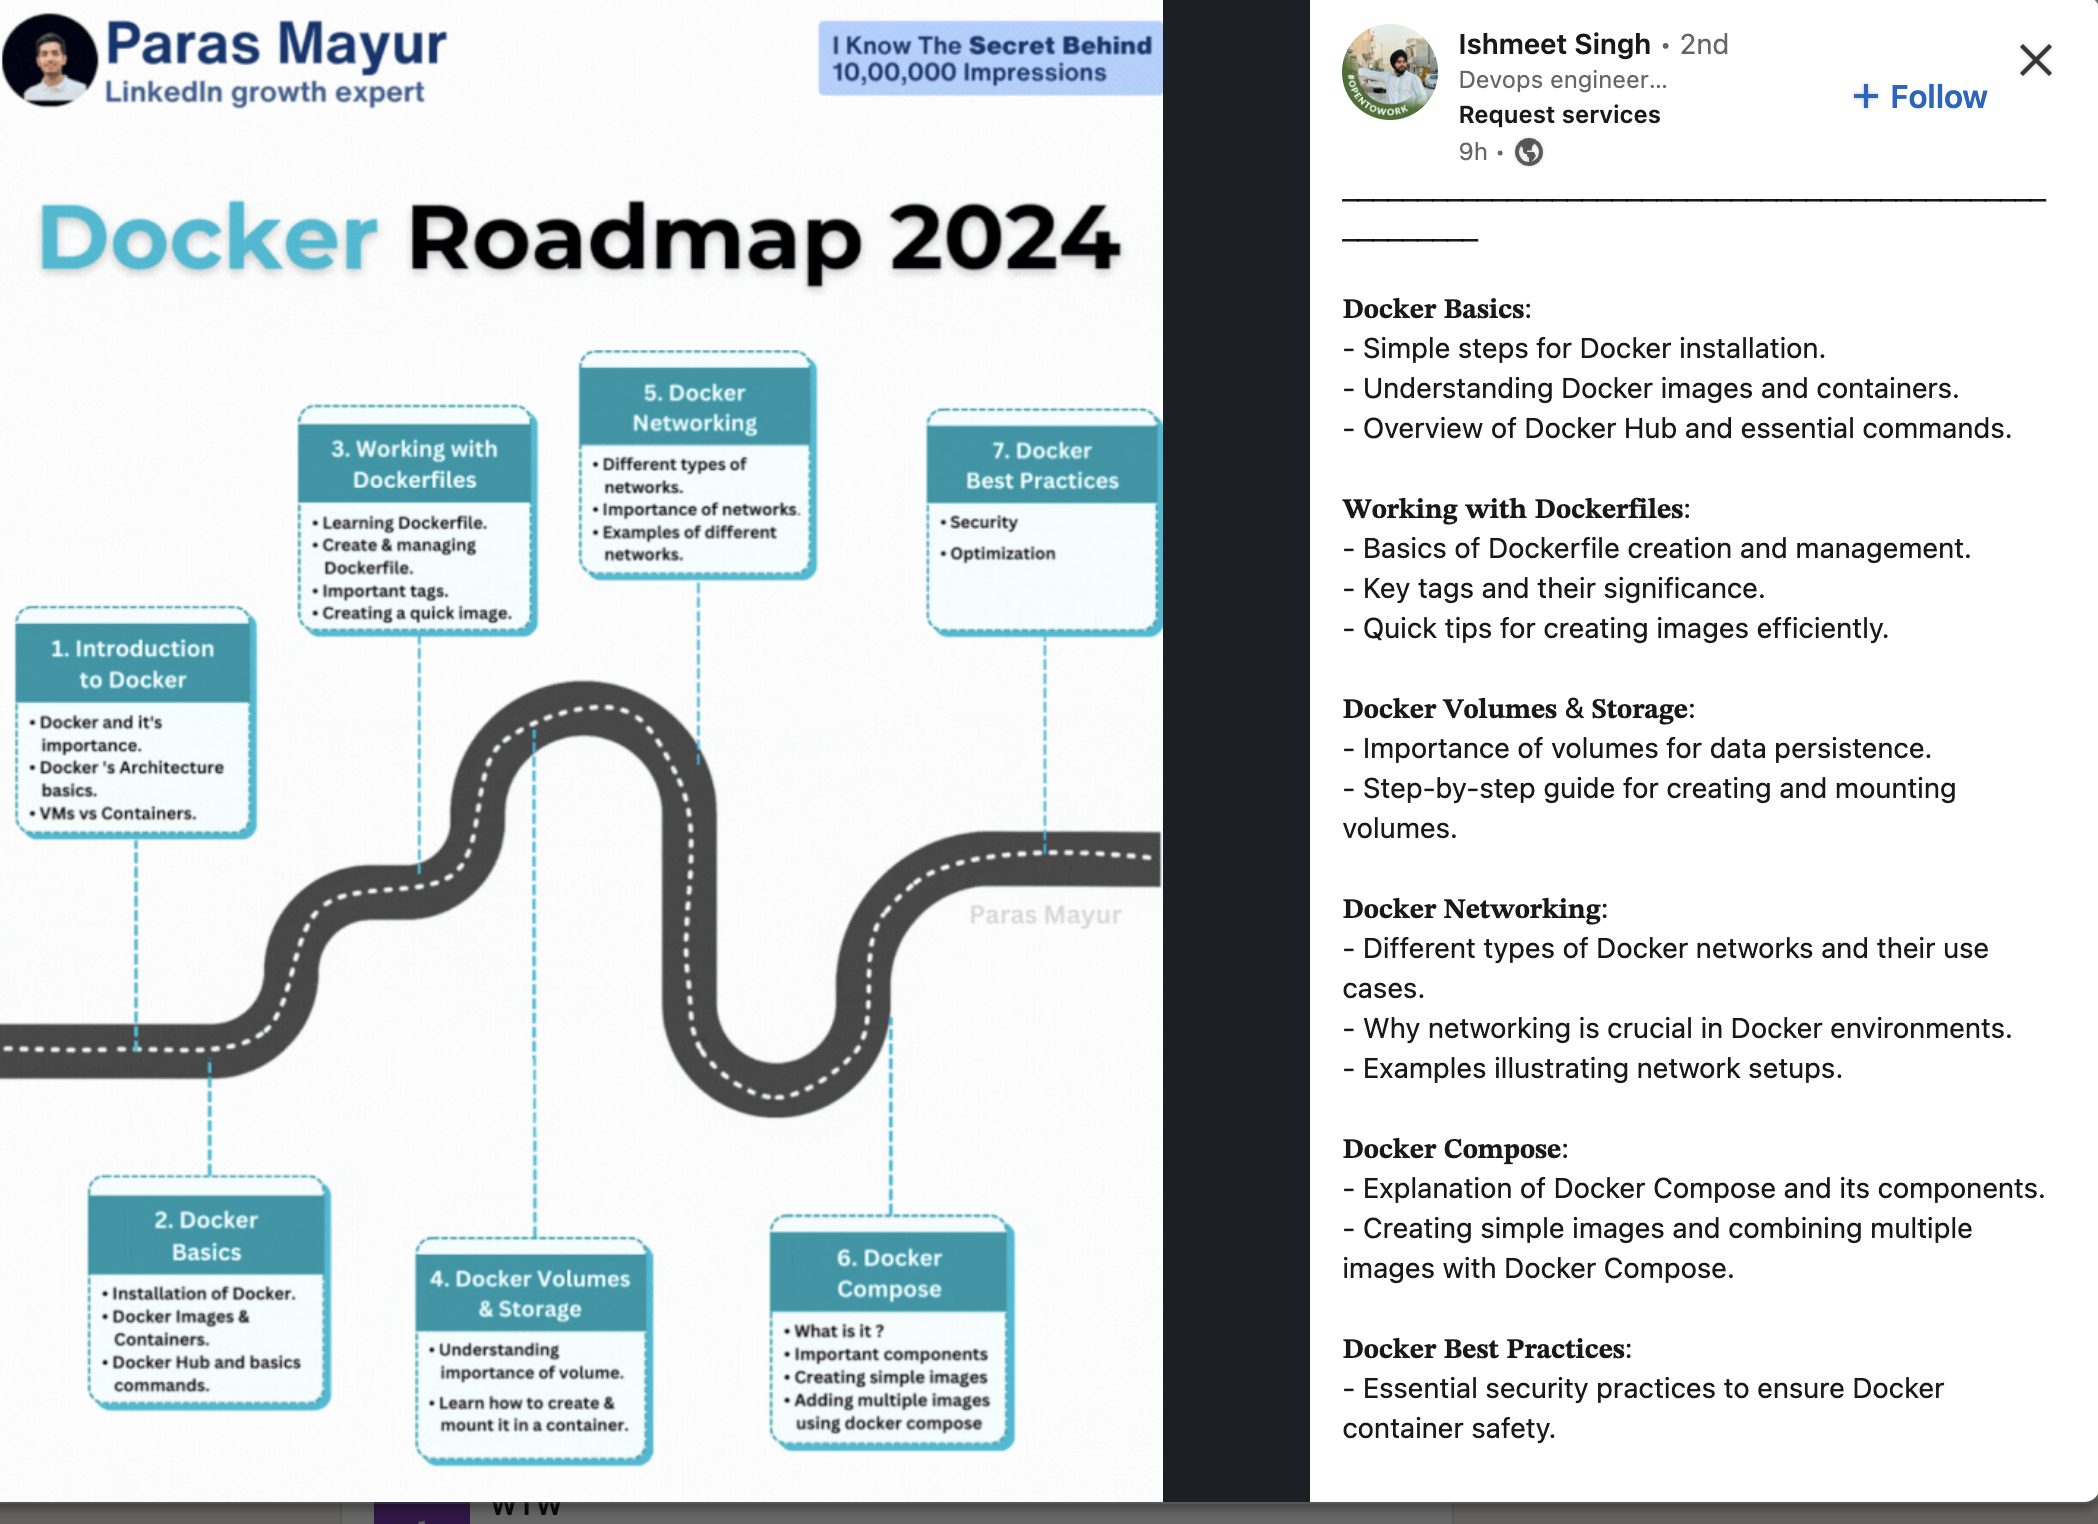 Paras Mayur
LinkedIn growth expert
I Know The Secret Behind
10,00,000 Impressions
Docker Roadmap 2024
1. Introduction
to Docker
• Docker and it's
importance.
• Docker 's Architecture
basics.
• VMs vs Containers.
2. Docker
Basics
• Installation of Docker.
• Docker Images &
Containers.
• Docker Hub and basics
commands.
3. Working with
Dockerfiles
• Learning Dockerfile.
• Create & managing
Dockerfile.
• Important tags.
• Creating a quick image.
4. Docker Volumes
& Storage
• Understanding
importance of volume.
• Learn how to create &
mount it in a container.
5. Docker
Networking
• Different types of
networks.
• Importance of networks.
• Examples of different
networks.
6. Docker
Compose
• What is it ?
• Important components
• Creating simple images
• Adding multiple images
using docker compose
7. Docker
Best Practices
• Security
• Optimization
Paras Mayur
Ishmeet Singh • 2nd
Devops engineer...
Request services
9h •
#OPENTOWORK
+ Follow
Docker Basics:
- Simple steps for Docker installation.
- Understanding Docker images and containers.
- Overview of Docker Hub and essential commands.
Working with Dockerfiles:
- Basics of Dockerfile creation and management.
- Key tags and their significance.
- Quick tips for creating images efficiently.
Docker Volumes & Storage:
- Importance of volumes for data persistence.
- Step-by-step guide for creating and mounting
volumes.
Docker Networking:
- Different types of Docker networks and their use
cases.
- Why networking is crucial in Docker environments.
- Examples illustrating network setups.
Docker Compose:
- Explanation of Docker Compose and its components.
- Creating simple images and combining multiple
images with Docker Compose.
Docker Best Practices:
- Essential security practices to ensure Docker
container safety.